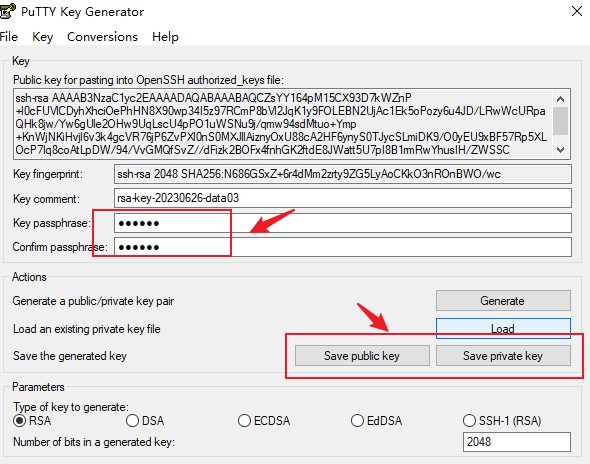 PuTTY Key Generator
File Key Conversions Help
Key
Public key for pasting into OpenSSH authorized_keys file:
ssh-rsa AAAAB3NzaC1yc2EAAAADAQABAAABAQCZsYY164pM15CX93D7kWZnP
+l0cFUVlCDyhXhciOePhHN8X90wp34I5z97RCmP8bVl2JqK1y9FOLEBN2UjAc1Ek5oPozy6u4JD/LRwWcURpa
QHk8jw/Yw6gUle2OHw9UqLscU4pPO1uWSNu9j/qmw94sdMtuo+Ymp
+KnWjNKiHvjl6v3k4gcVR76jP6ZvPXl0nS0MXJllAiznyOxU88cA2HF6ynyS0TJycSLmiDK9/O0yEU9xBF57Rp5XL
OcP7Iq8coAtLpDW/94/VvGMQfSvZ//dFizk2BOFx4fnhGK2ftdE8JWatt5U7pI8B1rmRwYhusIH/ZWSSC
Key fingerprint: ssh-rsa 2048 SHA256:N686GSxZ+6r4dMm2zrty9ZG5LyAoCKkO3nROnBWO/wc
Key comment: rsa-key-20230626-data03
Key passphrase: ●●●●●●
Confirm passphrase: ●●●●●●
Actions
Generate a public/private key pair Generate
Load an existing private key file Load
Save the generated key Save public key Save private key
Parameters
Type of key to generate:
RSA DSA ECDSA EdDSA SSH-1 (RSA)
Number of bits in a generated key: 2048